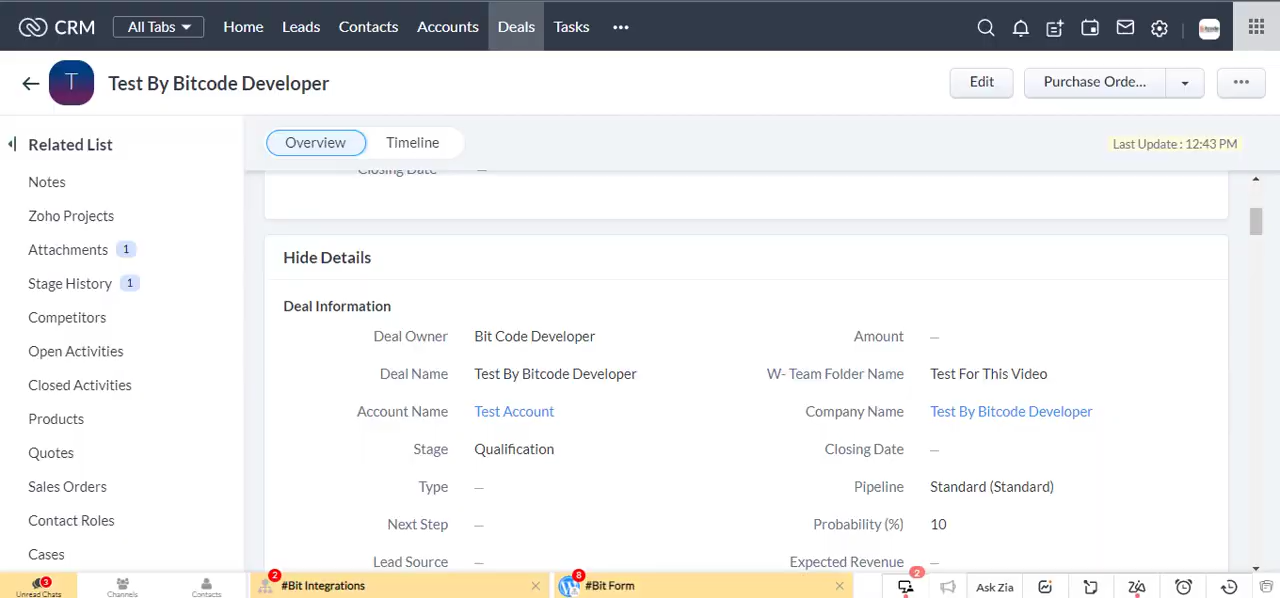 CRM All Tabs Home Leads Contacts Accounts Deals Tasks •••
T Test By Bitcode Developer Edit Purchase Orde... •••
Related List Overview Timeline Last Update : 12:43 PM
Closing Date —
Notes
Zoho Projects
Attachments 1
Stage History 1
Competitors
Open Activities
Closed Activities
Products
Quotes
Sales Orders
Contact Roles
Cases
Hide Details
Deal Information
Deal Owner Bit Code Developer Amount —
Deal Name Test By Bitcode Developer W- Team Folder Name Test For This Video
Account Name Test Account Company Name Test By Bitcode Developer
Stage Qualification Closing Date —
Type — Pipeline Standard (Standard)
Next Step — Probability (%) 10
Lead Source — Expected Revenue —
3 Unread Chats Channels Contacts 2 #Bit Integrations 8 #Bit Form 2 Ask Zia